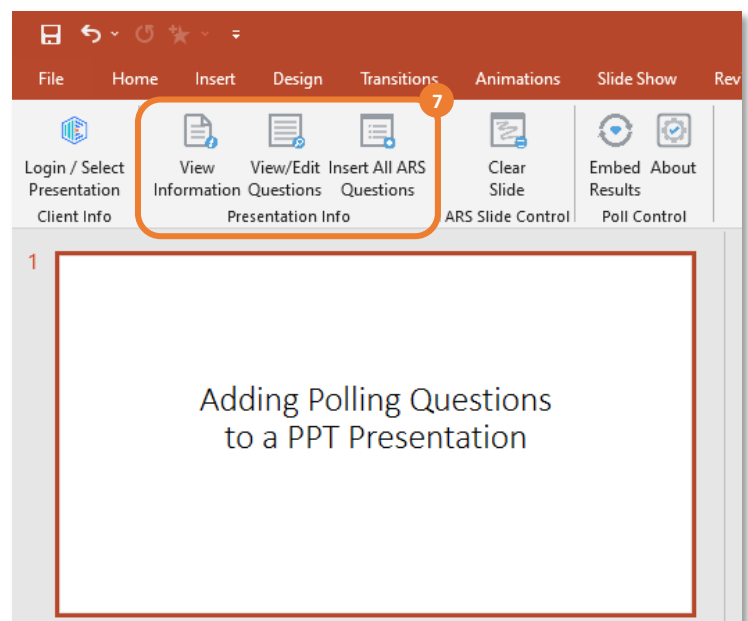 File Home Insert Design Transitions Animations Slide Show Rev
7
Login / Select Presentation
View Information
View/Edit Questions
Insert All ARS Questions
Clear Slide
Embed Results
About
Client Info
Presentation Info
ARS Slide Control
Poll Control
1
Adding Polling Questions
to a PPT Presentation